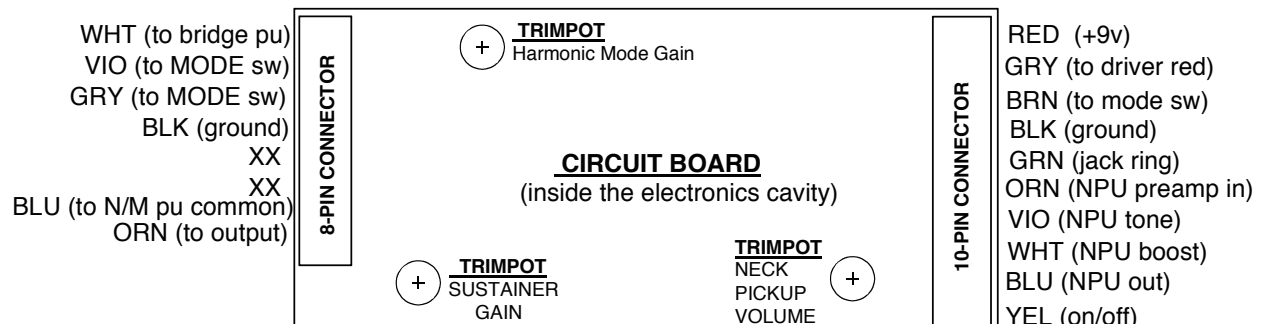 WHT (to bridge pu)
VIO (to MODE sw)
GRY (to MODE sw)
BLK (ground)
XX
XX
BLU (to N/M pu common)
ORN (to output)
8-PIN CONNECTOR
TRIMPOT
Harmonic Mode Gain
CIRCUIT BOARD
(inside the electronics cavity)
TRIMPOT
SUSTAINER
GAIN
TRIMPOT
NECK
PICKUP
VOLUME
10-PIN CONNECTOR
RED (+9v)
GRY (to driver red)
BRN (to mode sw)
BLK (ground)
GRN (jack ring)
ORN (NPU preamp in)
VIO (NPU tone)
WHT (NPU boost)
BLU (NPU out)
YEL (on/off)